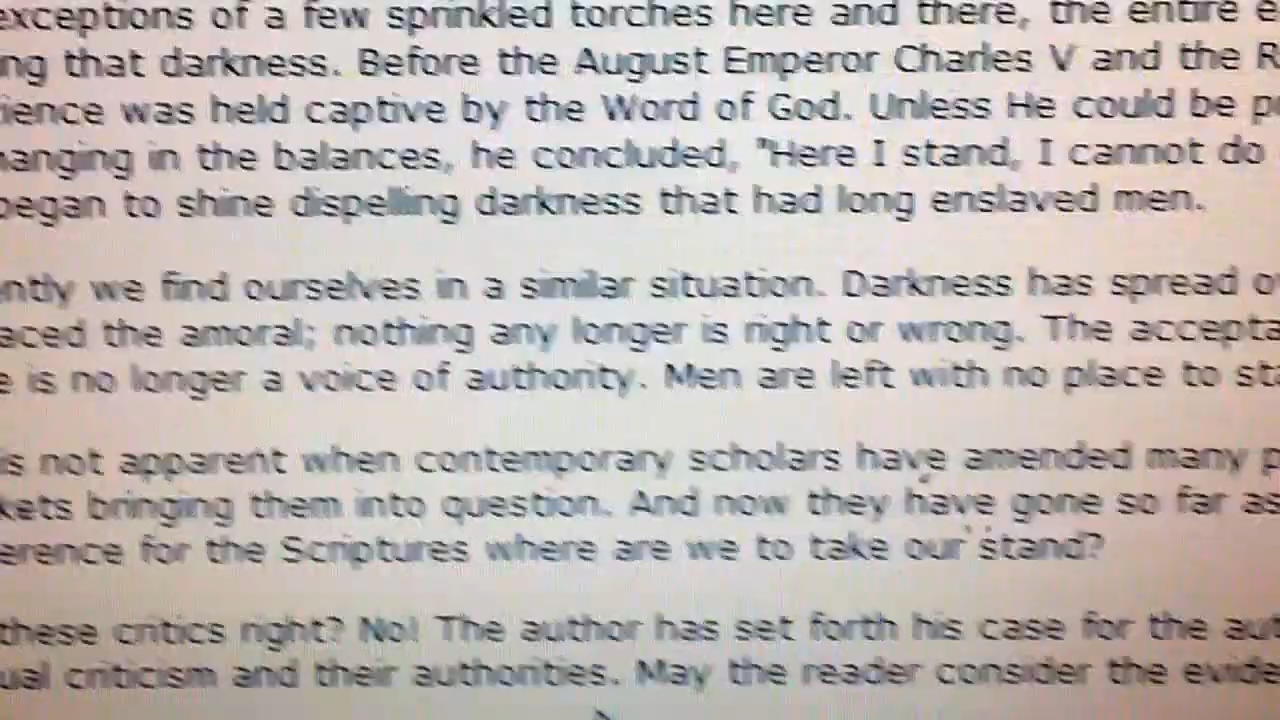 exceptions of a few sprinkled torches here and there, the entire e
ng that darkness. Before the August Emperor Charles V and the R
ience was held captive by the Word of God. Unless He could be p
hanging in the balances, he concluded, "Here I stand, I cannot do
began to shine dispelling darkness that had long enslaved men.
ntly we find ourselves in a similar situation. Darkness has spread o
aced the amoral; nothing any longer is right or wrong. The accepta
e is no longer a voice of authority. Men are left with no place to sta
is not apparent when contemporary scholars have amended many p
kets bringing them into question. And now they have gone so far as
erence for the Scriptures where are we to take our stand?
these critics right? No! The author has set forth his case for the aut
ual criticism and their authorities. May the reader consider the evide